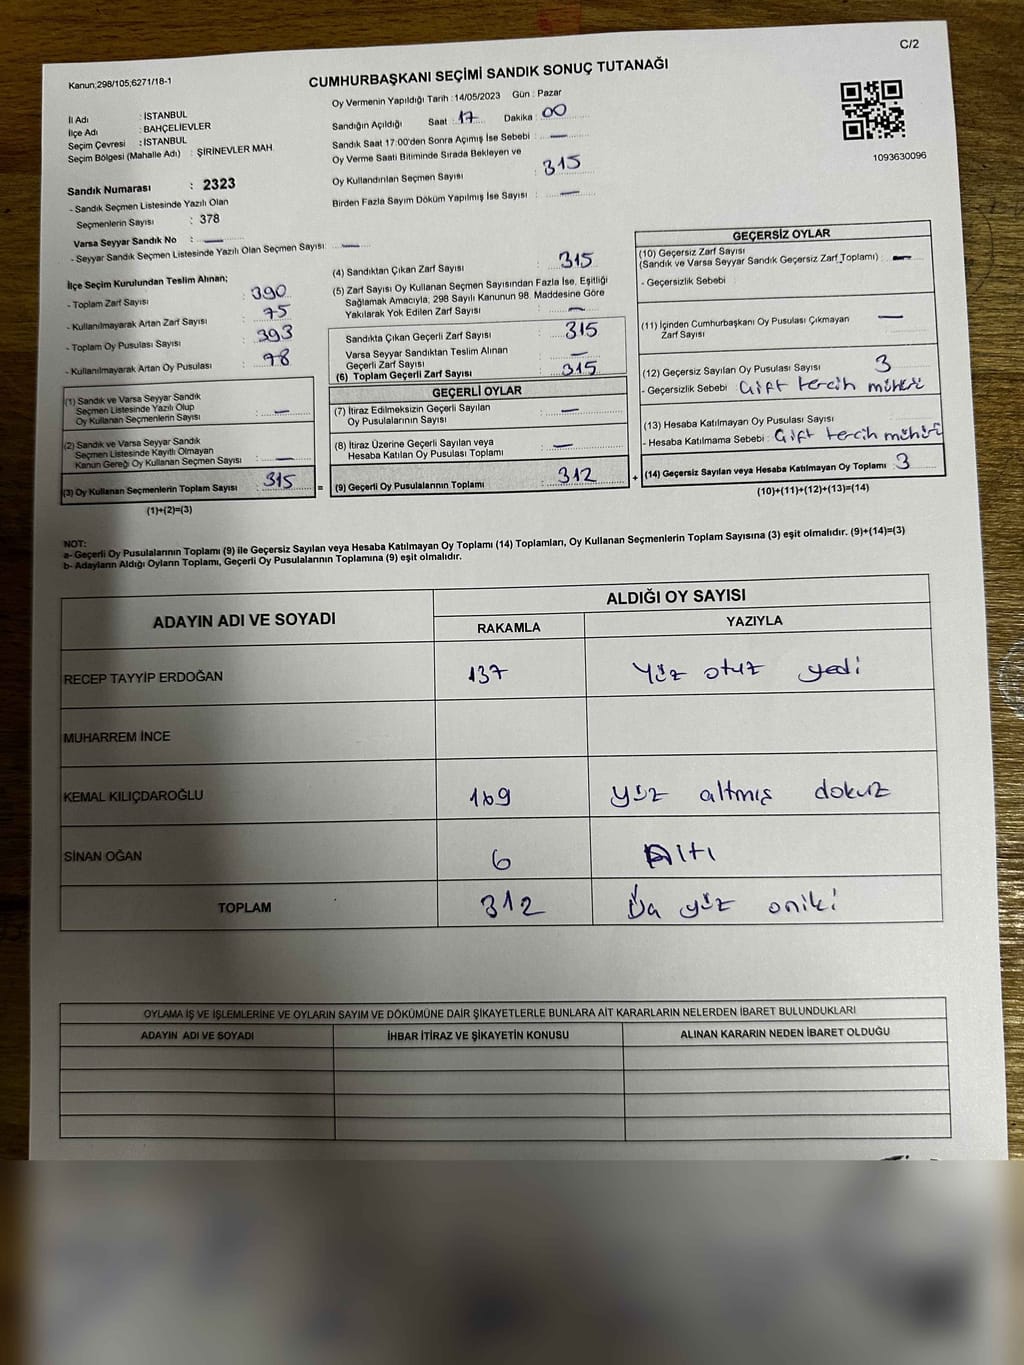 C/2
Kanun;298/105,6271/18-1
CUMHURBAŞKANI SEÇİMİ SANDIK SONUÇ TUTANAĞI
İl Adı : İSTANBUL
İlçe Adı : BAHÇELİEVLER
Seçim Çevresi : İSTANBUL
Seçim Bölgesi (Mahalle Adı) : ŞİRİNEVLER MAH.
Oy Vermenin Yapıldığı Tarih : 14/05/2023 Gün : Pazar
Sandığın Açıldığı Saat : 17 Dakika : 00
Sandık Saat 17:00'den Sonra Açımış İse Sebebi : —
Oy Verme Saati Bitiminde Sırada Bekleyen ve
Oy Kullandırılan Seçmen Sayısı : 315
Birden Fazla Sayım Döküm Yapılmış İse Sayısı : —
1093630096
Sandık Numarası : 2323
- Sandık Seçmen Listesinde Yazılı Olan
Seçmenlerin Sayısı : 378
Varsa Seyyar Sandık No : —
- Seyyar Sandık Seçmen Listesinde Yazılı Olan Seçmen Sayısı: —
İlçe Seçim Kurulundan Teslim Alınan;
- Toplam Zarf Sayısı : 390
- Kullanılmayarak Artan Zarf Sayısı : 75
- Toplam Oy Pusulası Sayısı : 393
- Kullanılmayarak Artan Oy Pusulası : 78
(1) Sandık ve Varsa Seyyar Sandık
Seçmen Listesinde Yazılı Olup
Oy Kullanan Seçmenlerin Sayısı : —
(2) Sandık ve Varsa Seyyar Sandık
Seçmen Listesinde Kayıtlı Olmayan
Kanun Gereği Oy Kullanan Seçmen Sayısı : —
(3) Oy Kullanan Seçmenlerin Toplam Sayısı : 315 =
(1)+(2)=(3)
(4) Sandıktan Çıkan Zarf Sayısı : 315
(5) Zarf Sayısı Oy Kullanan Seçmen Sayısından Fazla İse, Eşitliği
Sağlamak Amacıyla; 298 Sayılı Kanunun 98. Maddesine Göre
Yakılarak Yok Edilen Zarf Sayısı : —
Sandıkta Çıkan Geçerli Zarf Sayısı : 315
Varsa Seyyar Sandıktan Teslim Alınan
Geçerli Zarf Sayısı : —
(6) Toplam Geçerli Zarf Sayısı : 315
GEÇERLİ OYLAR
(7) İtiraz Edilmeksizin Geçerli Sayılan
Oy Pusulalarının Sayısı : —
(8) İtiraz Üzerine Geçerli Sayılan veya
Hesaba Katılan Oy Pusulası Toplamı : —
(9) Geçerli Oy Pusulalarının Toplamı : 312 +
GEÇERSİZ OYLAR
(10) Geçersiz Zarf Sayısı
(Sandık ve Varsa Seyyar Sandık Geçersiz Zarf Toplamı) : —
- Geçersizlik Sebebi :
(11) İçinden Cumhurbaşkanı Oy Pusulası Çıkmayan
Zarf Sayısı : —
(12) Geçersiz Sayılan Oy Pusulası Sayısı : 3
- Geçersizlik Sebebi : Çift tercih mühürü
(13) Hesaba Katılmayan Oy Pusulası Sayısı :
- Hesaba Katılmama Sebebi : Çift tercih mühürü
(14) Geçersiz Sayılan veya Hesaba Katılmayan Oy Toplamı : 3
(10)+(11)+(12)+(13)=(14)
NOT:
a- Geçerli Oy Pusulalarının Toplamı (9) ile Geçersiz Sayılan veya Hesaba Katılmayan Oy Toplamı (14) Toplamları, Oy Kullanan Seçmenlerin Toplam Sayısına (3) eşit olmalıdır. (9)+(14)=(3)
b- Adayların Aldığı Oyların Toplamı, Geçerli Oy Pusulalarının Toplamına (9) eşit olmalıdır.
ADAYIN ADI VE SOYADI
ALDIĞI OY SAYISI
RAKAMLA YAZIYLA
RECEP TAYYİP ERDOĞAN 137 Yüz otuz yedi
MUHARREM İNCE
KEMAL KILIÇDAROĞLU 169 yüz altmış dokuz
SİNAN OĞAN 6 Altı
TOPLAM 312 Üç yüz oniki
OYLAMA İŞ VE İŞLEMLERİNE VE OYLARIN SAYIM VE DÖKÜMÜNE DAİR ŞİKAYETLERLE BUNLARA AİT KARARLARIN NELERDEN İBARET BULUNDUKLARI
ADAYIN ADI VE SOYADI İHBAR İTİRAZ VE ŞİKAYETİN KONUSU ALINAN KARARIN NEDEN İBARET OLDUĞU